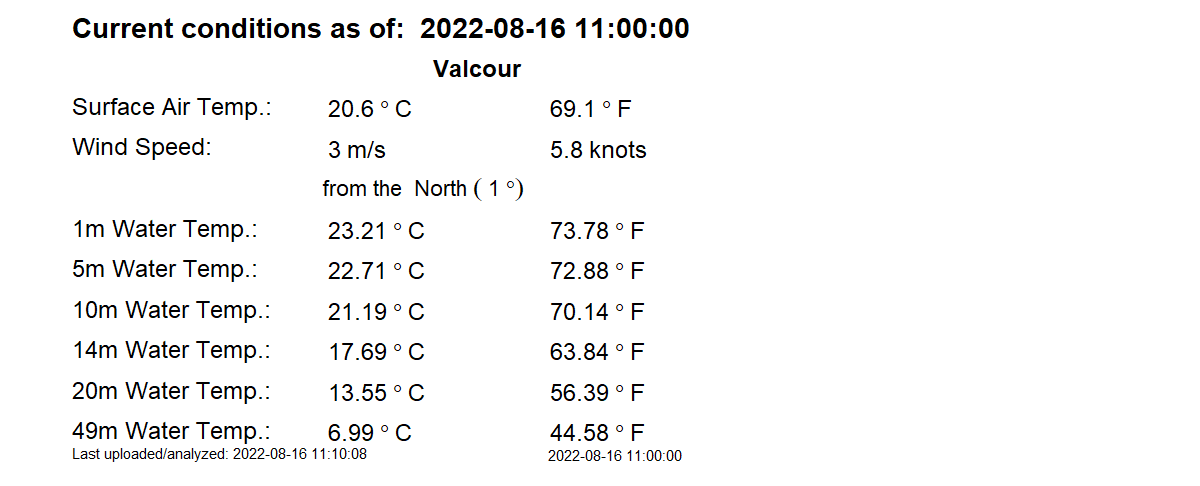 Current conditions as of: 2022-08-16 11:00:00
Valcour
Surface Air Temp.: 20.6 ° C 69.1 ° F
Wind Speed: 3 m/s 5.8 knots
from the North ( 1 °)
1m Water Temp.: 23.21 ° C 73.78 ° F
5m Water Temp.: 22.71 ° C 72.88 ° F
10m Water Temp.: 21.19 ° C 70.14 ° F
14m Water Temp.: 17.69 ° C 63.84 ° F
20m Water Temp.: 13.55 ° C 56.39 ° F
49m Water Temp.: 6.99 ° C 44.58 ° F
Last uploaded/analyzed: 2022-08-16 11:10:08 2022-08-16 11:00:00